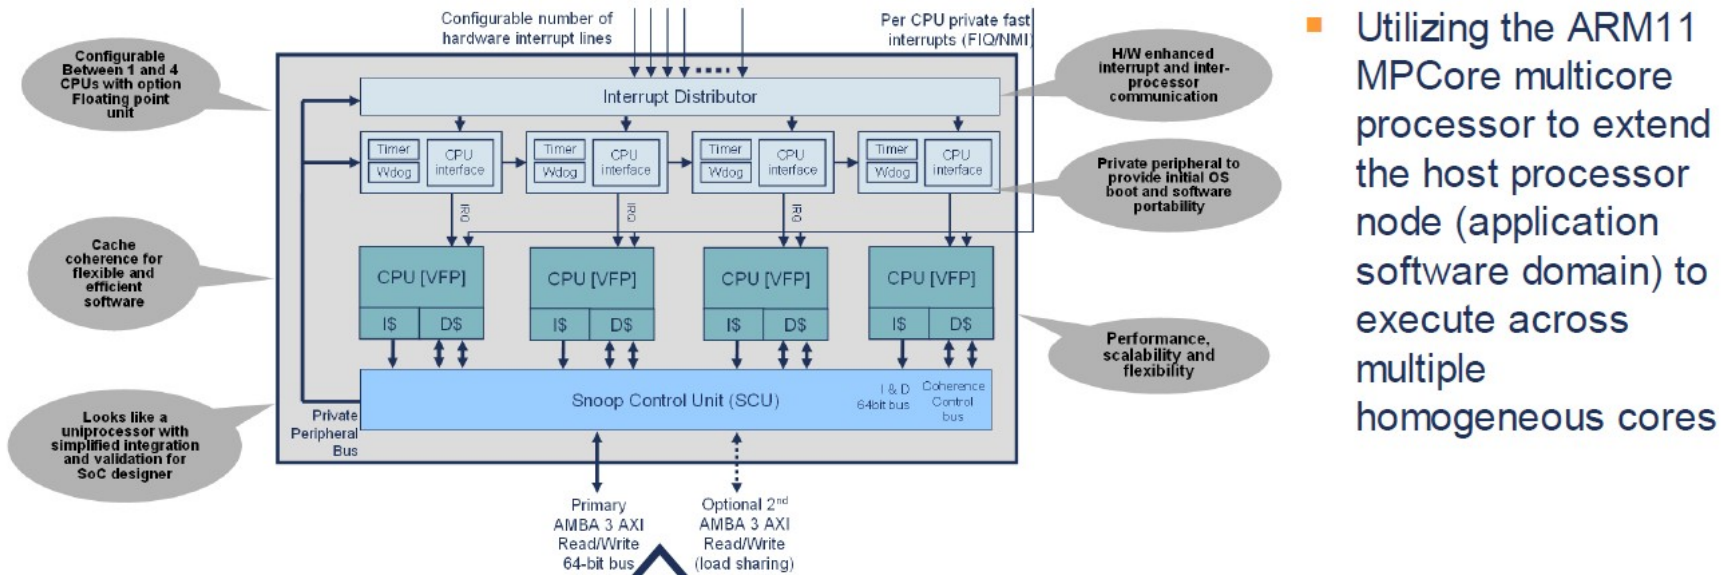 Configurable number of
hardware interrupt lines
Per CPU private fast
interrupts (FIQ/NMI)
Configurable
Between 1 and 4
CPUs with option
Floating point
unit
H/W enhanced
interrupt and inter-
processor
communication
Interrupt Distributor
Timer
Wdog
CPU
interface
Timer
Wdog
CPU
interface
Timer
Wdog
CPU
interface
Timer
Wdog
CPU
interface
Private peripheral to
provide initial OS
boot and software
portability
IRQ
IRQ
IRQ
Cache
coherence for
flexible and
efficient
software
CPU [VFP]
I$
D$
CPU [VFP]
I$
D$
CPU [VFP]
I$
D$
CPU [VFP]
I$
D$
Performance,
scalability and
flexibility
Snoop Control Unit (SCU)
I & D
64bit bus
Coherence
Control
bus
Looks like a
uniprocessor with
simplified integration
and validation for
SoC designer
Private
Peripheral
Bus
Primary
AMBA 3 AXI
Read/Write
64-bit bus
Optional 2nd
AMBA 3 AXI
Read/Write
(load sharing)
Utilizing the ARM11
MPCore multicore
processor to extend
the host processor
node (application
software domain) to
execute across
multiple
homogeneous cores